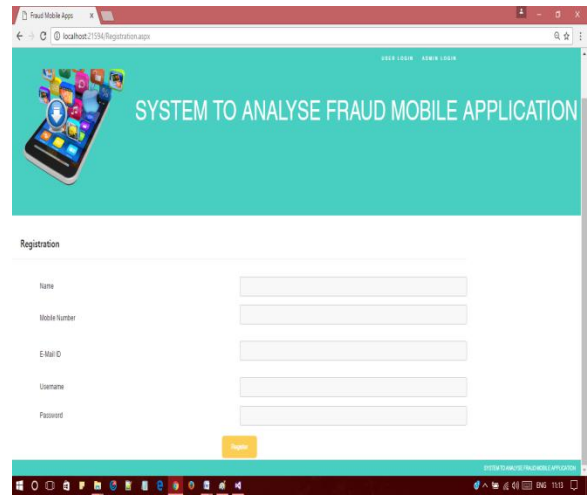 Fraud Mobile Apps
localhost:21594/Registration.aspx
USER LOGIN ADMIN LOGIN
SYSTEM TO ANALYSE FRAUD MOBILE APPLICATION
Registration
Name
Mobile Number
E-Mail ID
Username
Password
Register
SYSTEM TO ANALYSE FRAUD MOBILE APPLICATION
ENG 11:13